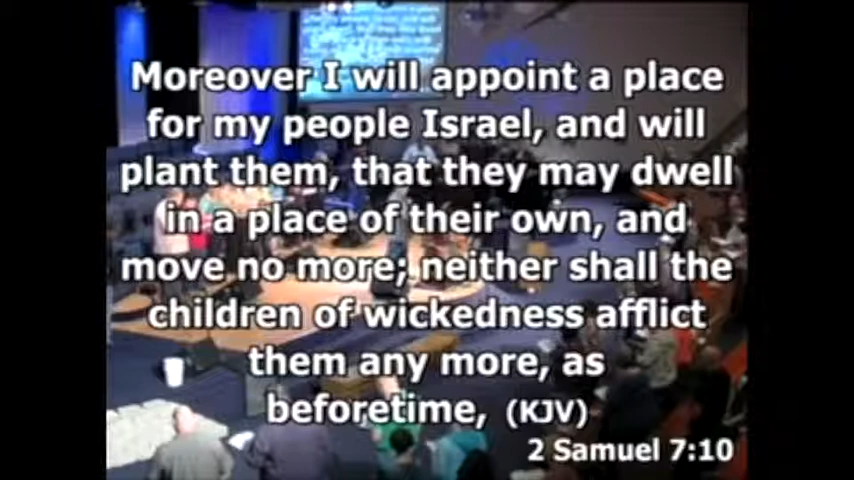 Moreover I will appoint a place
for my people Israel, and will
plant them, that they may dwell
in a place of their own, and
move no more; neither shall the
children of wickedness afflict
them any more, as
beforetime, (KJV)
2 Samuel 7:10